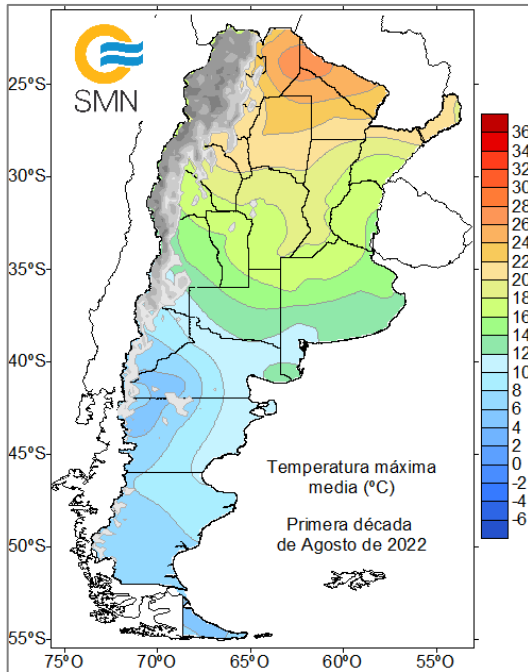 SMN
25°S
30°S
35°S
40°S
45°S
50°S
55°S
75°O
70°O
65°O
60°O
55°O
Temperatura máxima
media (ºC)
Primera década
de Agosto de 2022
36
34
32
30
28
26
24
22
20
18
16
14
12
10
8
6
4
2
0
-2
-4
-6